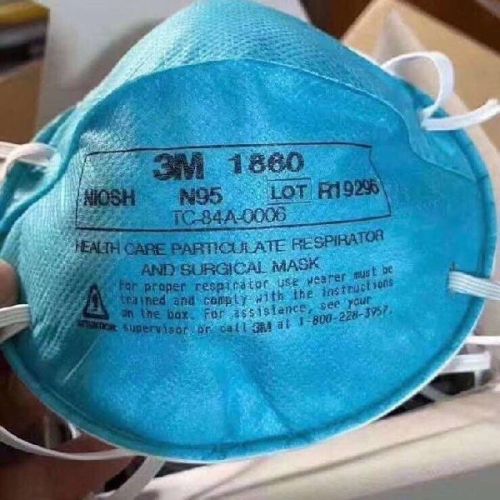 3M 1860
NIOSH N95 LOT R19296
TC-84A-0006
HEALTH CARE PARTICULATE RESPIRATOR
AND SURGICAL MASK
For proper respirator use wearer must be
trained and comply with the instructions
on the box. For assistance, see your
ATTENTION: supervisor or call 3M at 1-800-228-3957.